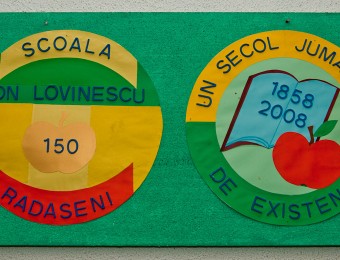 SCOALA
ON LOVINESCU
150
RADASENI
UN SECOL JUMA
1858
2008
DE EXISTEN